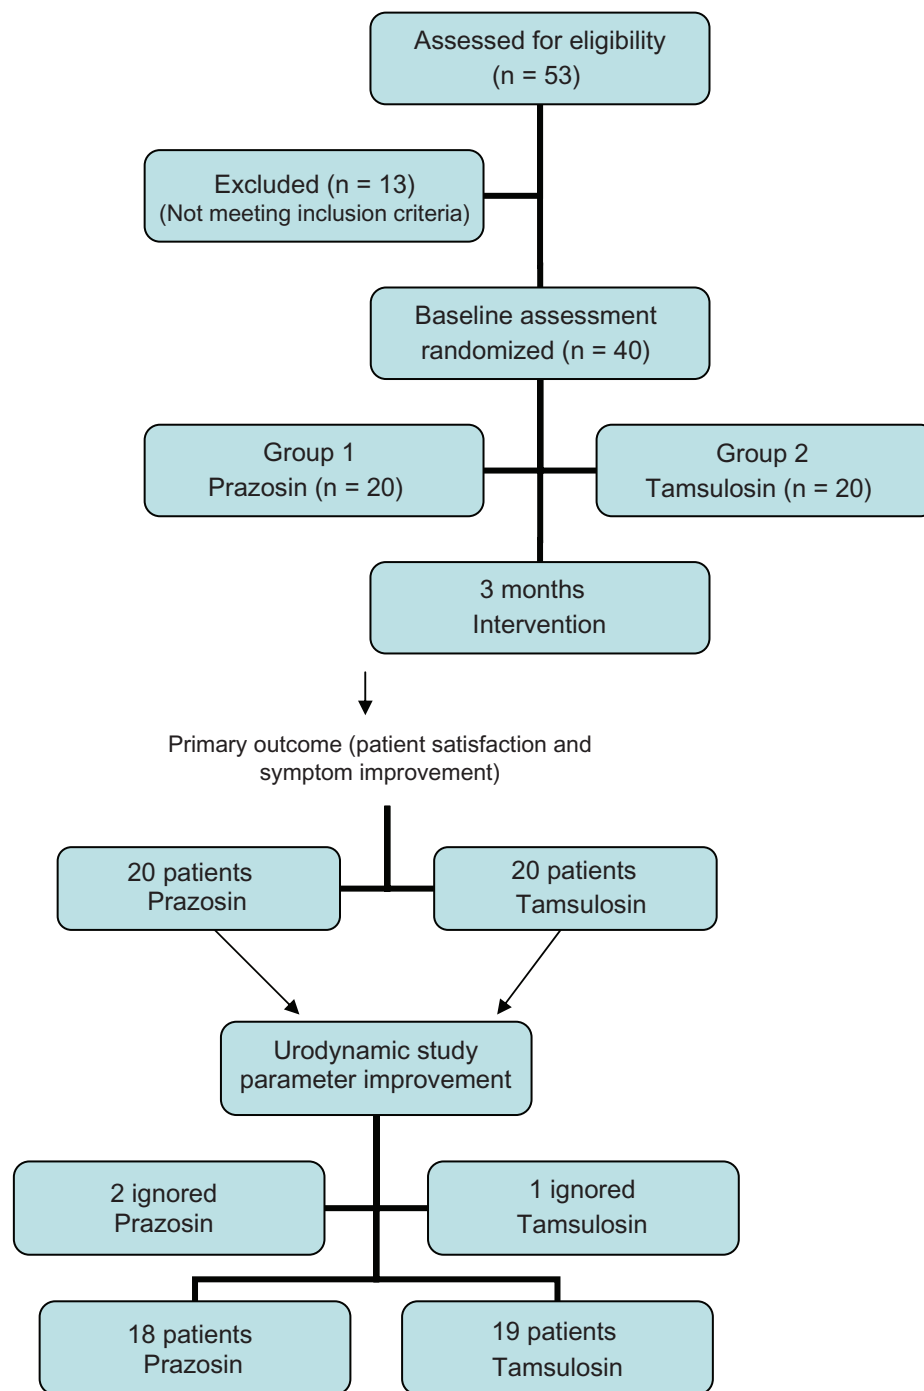 Assessed for eligibility
(n = 53)
Excluded (n = 13)
(Not meeting inclusion criteria)
Baseline assessment
randomized (n = 40)
Group 1
Prazosin (n = 20)
Group 2
Tamsulosin (n = 20)
3 months
Intervention
Primary outcome (patient satisfaction and
symptom improvement)
20 patients
Prazosin
20 patients
Tamsulosin
Urodynamic study
parameter improvement
2 ignored
Prazosin
1 ignored
Tamsulosin
18 patients
Prazosin
19 patients
Tamsulosin